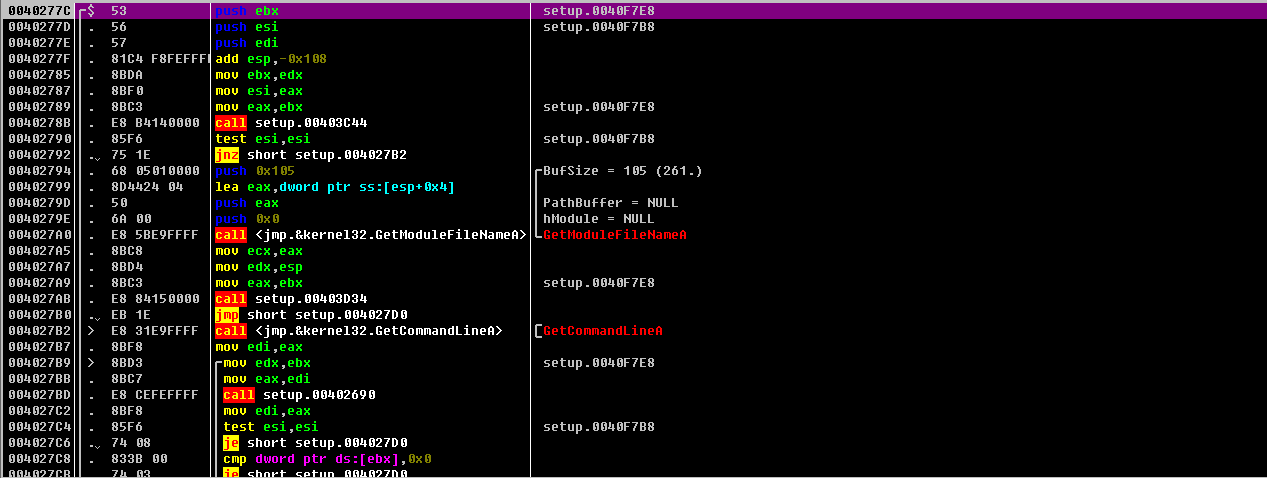 0040277C $ 53 push ebx setup.0040F7E8
0040277D . 56 push esi setup.0040F7B8
0040277E . 57 push edi
0040277F . 81C4 F8FEFFFF add esp,-0x108
00402785 . 8BDA mov ebx,edx
00402787 . 8BF0 mov esi,eax
00402789 . 8BC3 mov eax,ebx setup.0040F7E8
0040278B . E8 B4140000 call setup.00403C44
00402790 . 85F6 test esi,esi setup.0040F7B8
00402792 . 75 1E jnz short setup.004027B2
00402794 . 68 05010000 push 0x105 BufSize = 105 (261.)
00402799 . 8D4424 04 lea eax,dword ptr ss:[esp+0x4]
0040279D . 50 push eax PathBuffer = NULL
0040279E . 6A 00 push 0x0 hModule = NULL
004027A0 . E8 5BE9FFFF call <jmp.&kernel32.GetModuleFileNameA> GetModuleFileNameA
004027A5 . 8BC8 mov ecx,eax
004027A7 . 8BD4 mov edx,esp
004027A9 . 8BC3 mov eax,ebx setup.0040F7E8
004027AB . E8 84150000 call setup.00403D34
004027B0 . EB 1E jmp short setup.004027D0
004027B2 > E8 31E9FFFF call <jmp.&kernel32.GetCommandLineA> GetCommandLineA
004027B7 . 8BF8 mov edi,eax
004027B9 > 8BD3 mov edx,ebx setup.0040F7E8
004027BB . 8BC7 mov eax,edi
004027BD . E8 CEFEFFFF call setup.00402690
004027C2 . 8BF8 mov edi,eax
004027C4 . 85F6 test esi,esi setup.0040F7B8
004027C6 . 74 08 je short setup.004027D0
004027C8 . 833B 00 cmp dword ptr ds:[ebx],0x0
004027CB . 74 03 je short setup.004027D0